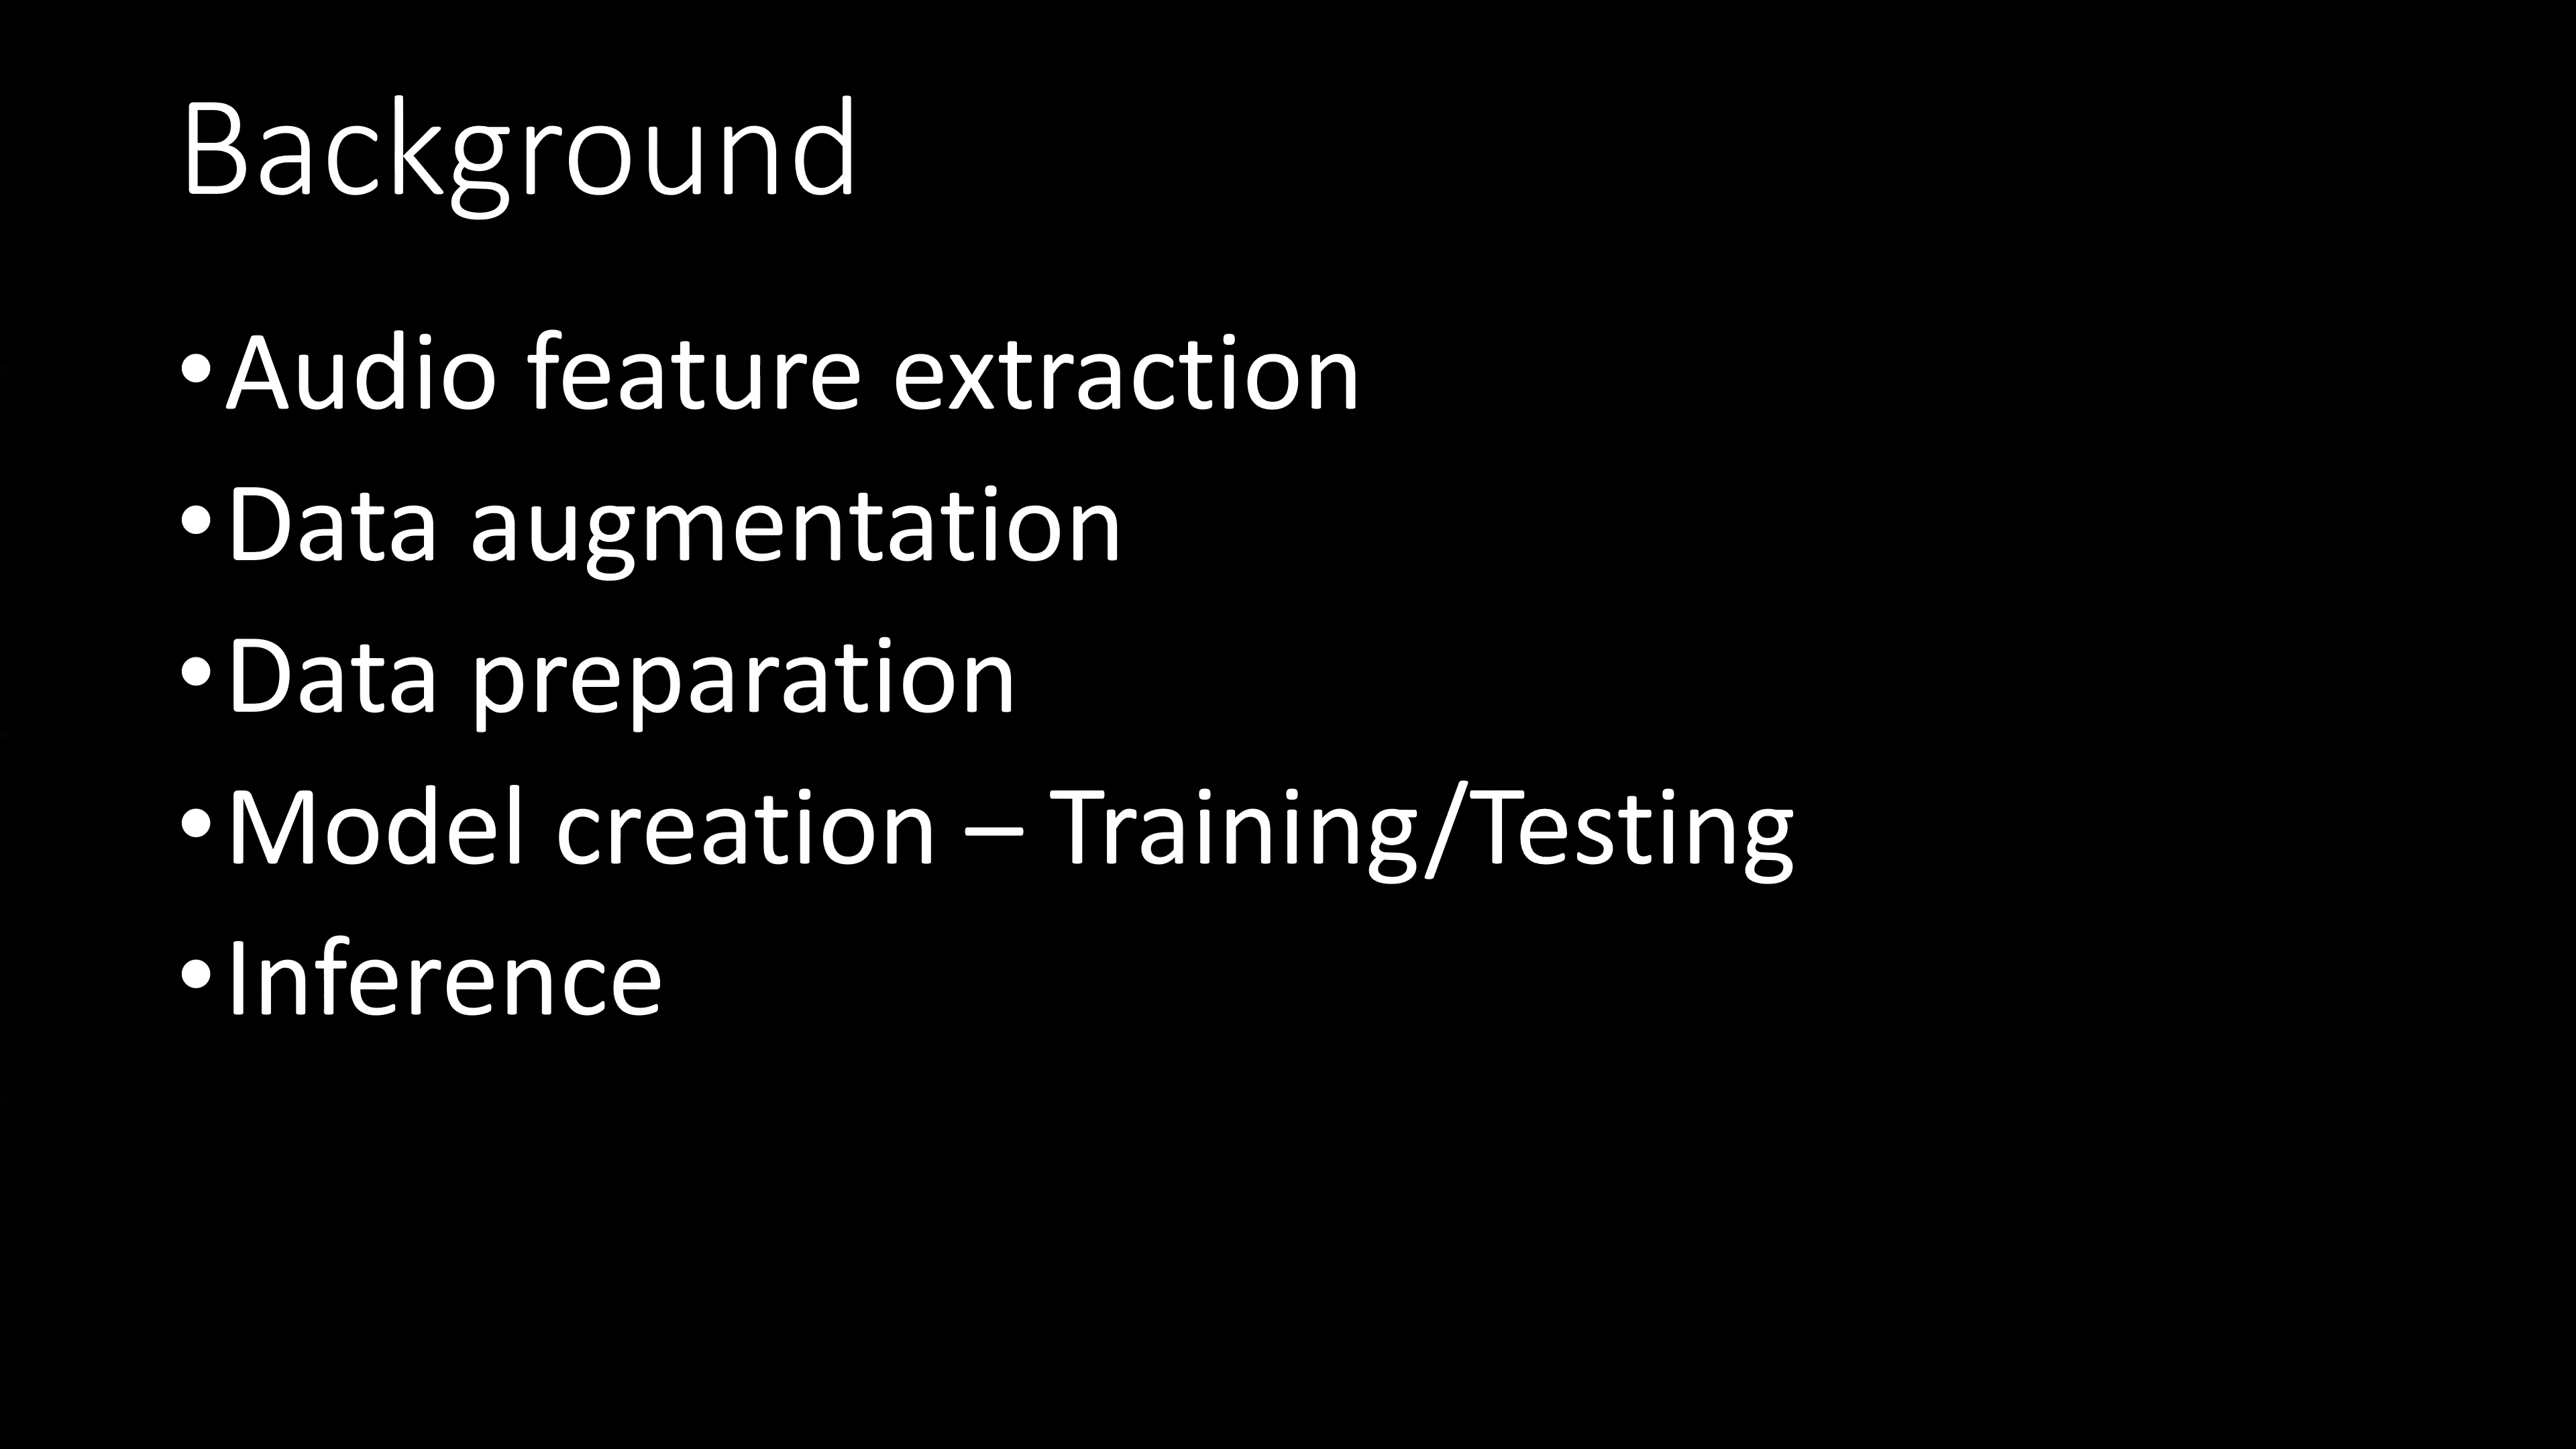 Background
•Audio feature extraction
•Data augmentation
•Data preparation
•Model creation – Training/Testing
•Inference